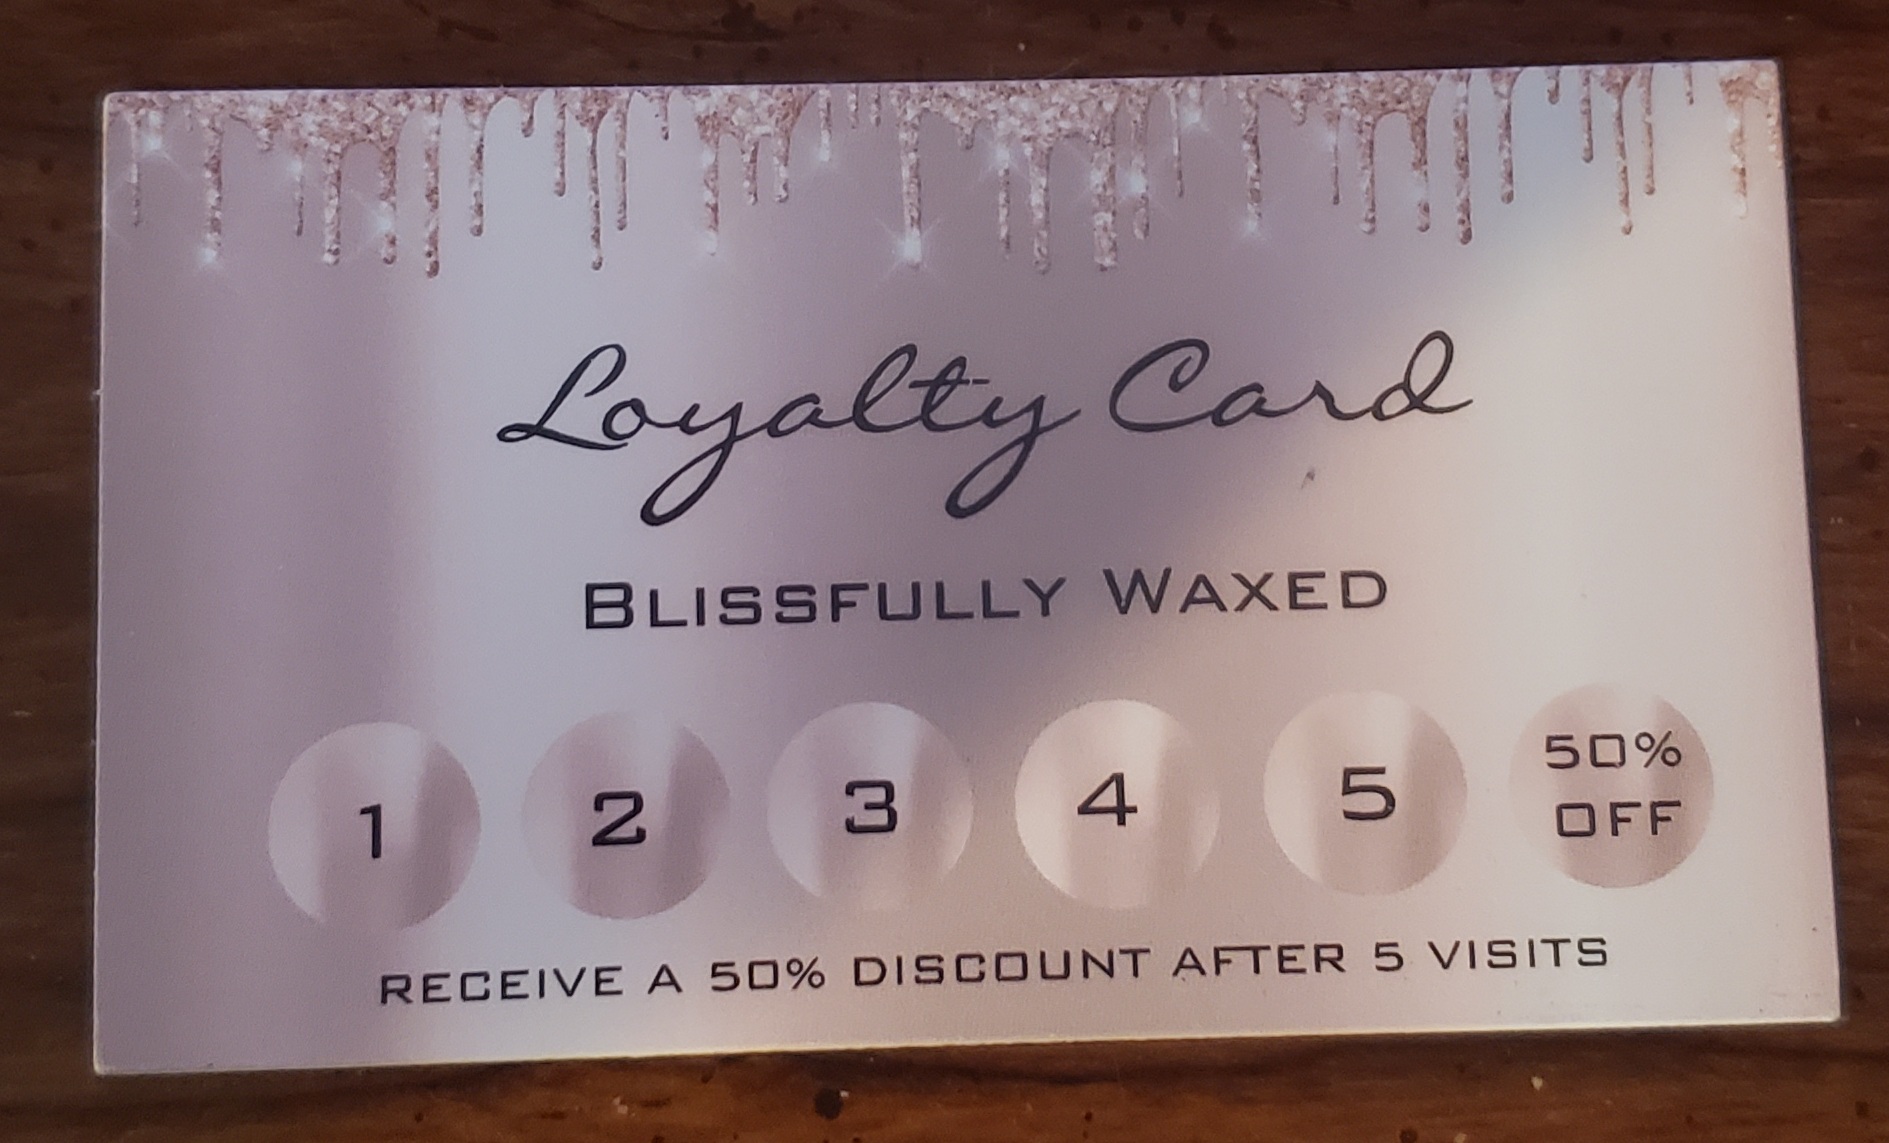 Loyalty Card
BLISSFULLY WAXED
1 2 3 4 5 50% OFF
RECEIVE A 50% DISCOUNT AFTER 5 VISITS